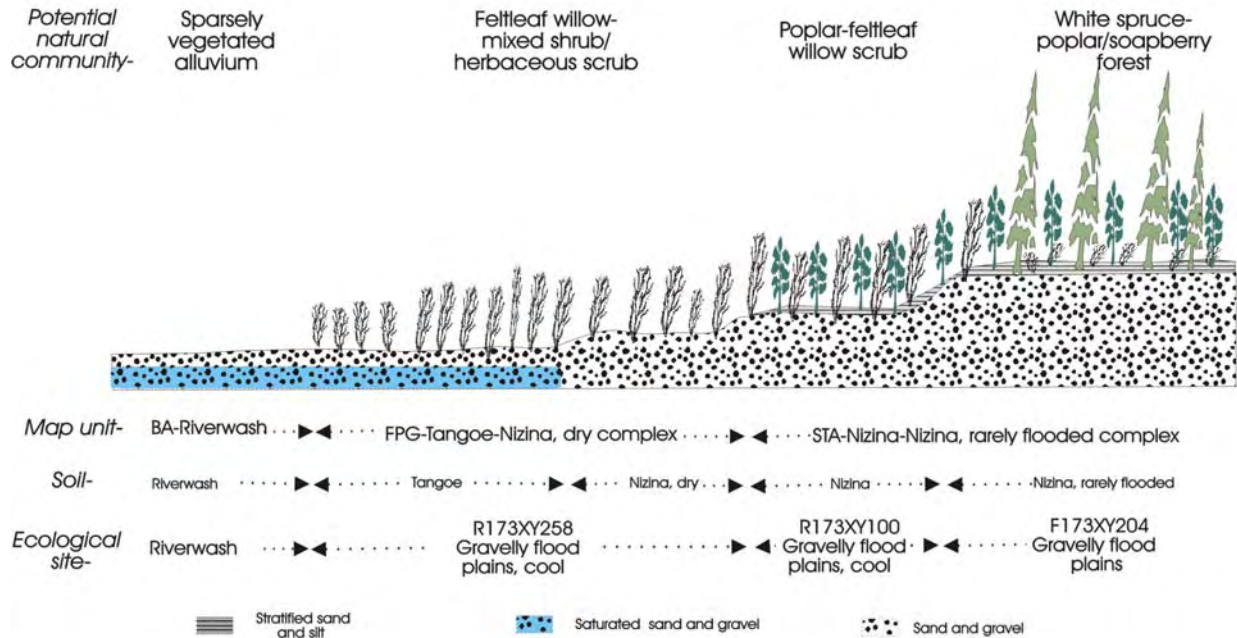 Potential
natural
community-
Sparsely
vegetated
alluvium
Feltleaf willow-
mixed shrub/
herbaceous scrub
Poplar-feltleaf
willow scrub
White spruce-
poplar/soapberry
forest
Map unit-
BA-Riverwash
FPG-Tangoe-Nizina, dry complex
STA-Nizina-Nizina, rarely flooded complex
Soil-
Riverwash
Tangoe
Nizina, dry
Nizina
Nizina, rarely flooded
Ecological
site-
Riverwash
R173XY258
Gravelly flood
plains, cool
R173XY100
Gravelly flood
plains, cool
F173XY204
Gravelly flood
plains
Stratified sand
and silt
Saturated sand and gravel
Sand and gravel